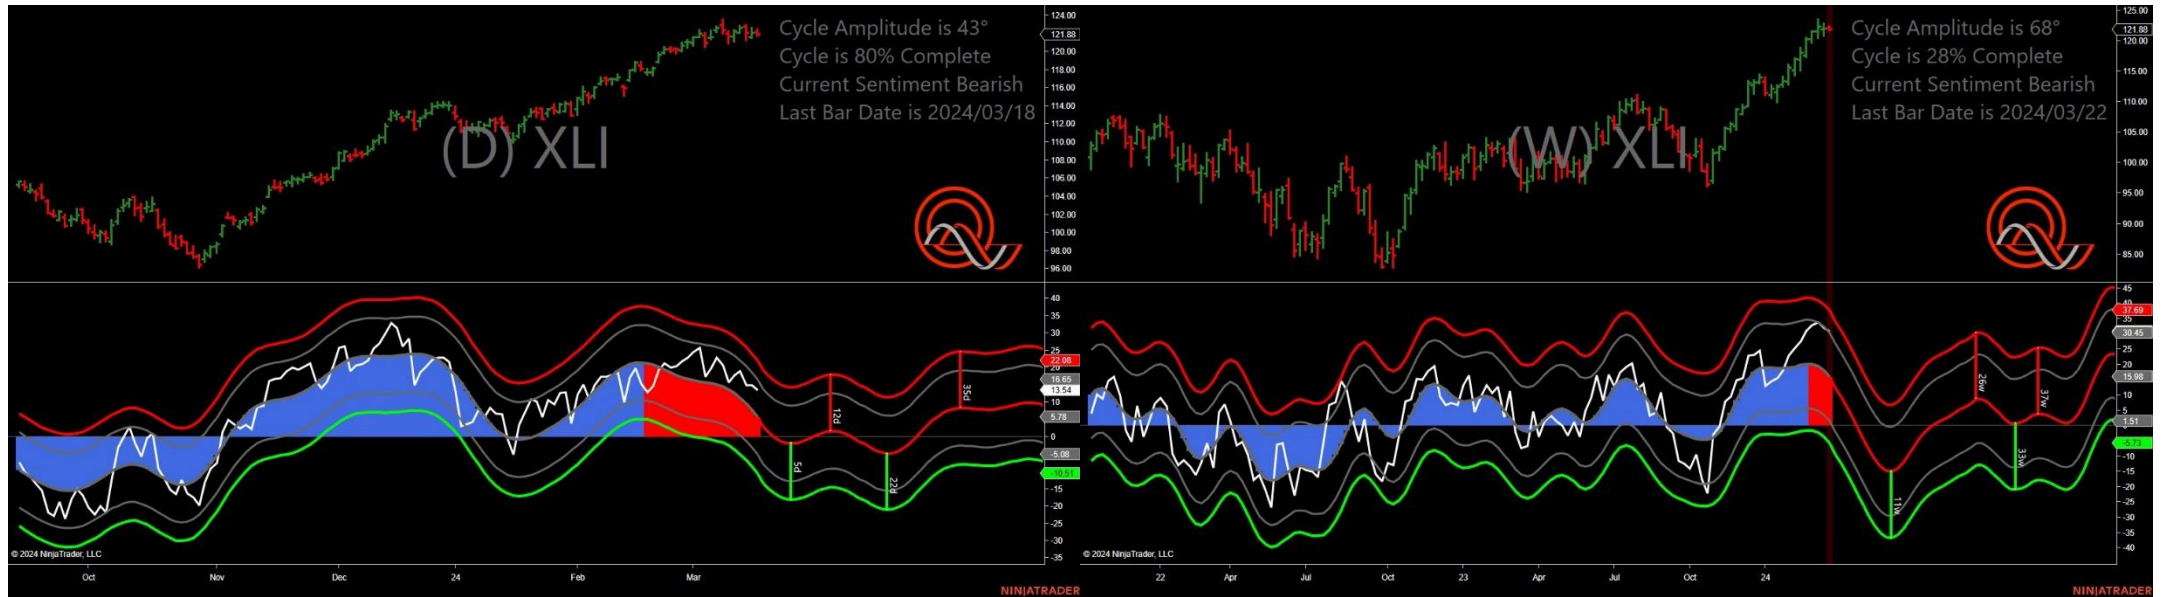 Cycle Amplitude is 43°
Cycle is 80% Complete
Current Sentiment Bearish
Last Bar Date is 2024/03/18
(D) XLI
124.00
121.88
120.00
118.00
116.00
114.00
112.00
110.00
108.00
106.00
104.00
102.00
100.00
98.00
96.00
40
35
30
25
22.08
20
16.65
13.54
10
5.78
0
-5.08
-10.51
-15
-20
-25
-30
-35
5d
12d
22d
35d
© 2024 NinjaTrader, LLC
Oct
Nov
Dec
24
Feb
Mar
NINJATRADER
Cycle Amplitude is 68°
Cycle is 28% Complete
Current Sentiment Bearish
Last Bar Date is 2024/03/22
(W) XLI
125.00
121.88
120.00
115.00
110.00
105.00
100.00
95.00
90.00
85.00
45
40
37.69
35
30.45
25
20
15.98
10
5
1.51
-5.73
-10
-15
-20
-25
-30
-35
-40
11w
26w
33w
37w
© 2024 NinjaTrader, LLC
22
Apr
Jul
Oct
23
Apr
Jul
Oct
24
NINJATRADER